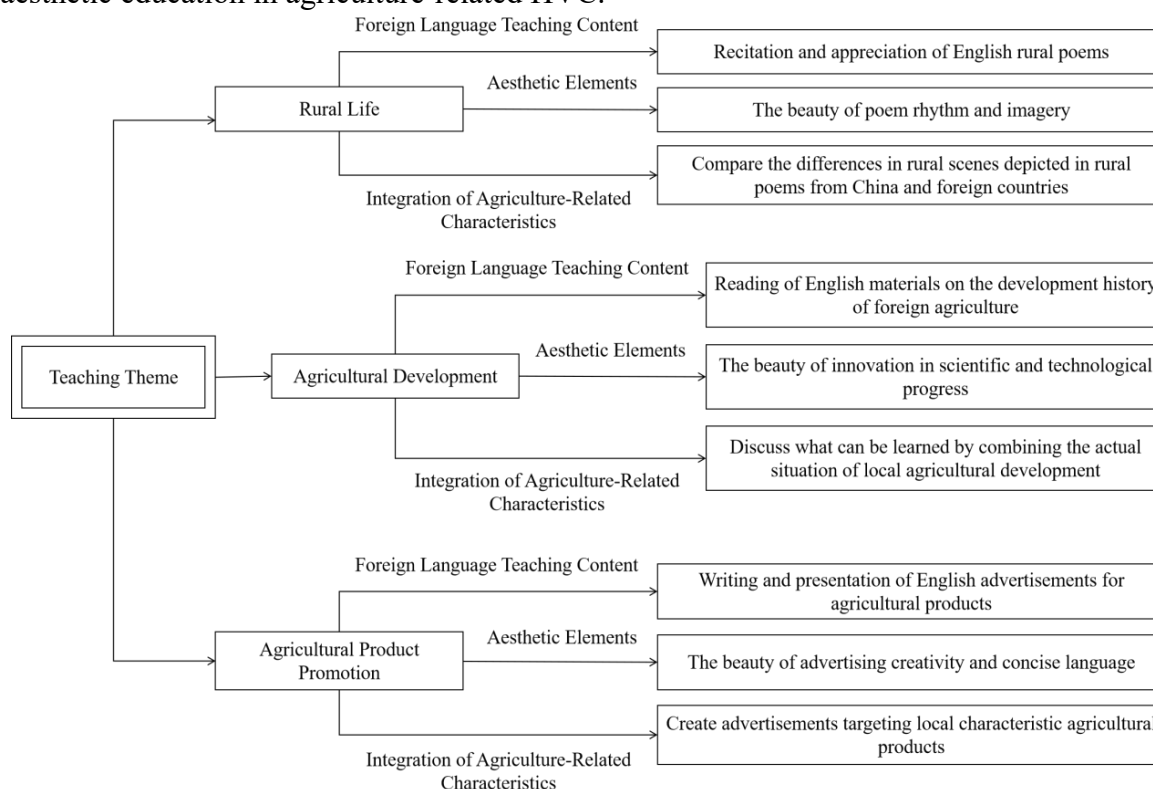 aesthetic education in agriculture-related HVC.
Foreign Language Teaching Content
Recitation and appreciation of English rural poems
Aesthetic Elements
Rural Life
The beauty of poem rhythm and imagery
Compare the differences in rural scenes depicted in rural
poems from China and foreign countries
Integration of Agriculture-Related
Characteristics
Foreign Language Teaching Content
Reading of English materials on the development history
of foreign agriculture
Aesthetic Elements
Teaching Theme
Agricultural Development
The beauty of innovation in scientific and technological
progress
Discuss what can be learned by combining the actual
situation of local agricultural development
Integration of Agriculture-Related
Characteristics
Foreign Language Teaching Content
Writing and presentation of English advertisements for
agricultural products
Aesthetic Elements
Agricultural Product
Promotion
The beauty of advertising creativity and concise language
Create advertisements targeting local characteristic agricultural
products
Integration of Agriculture-Related
Characteristics